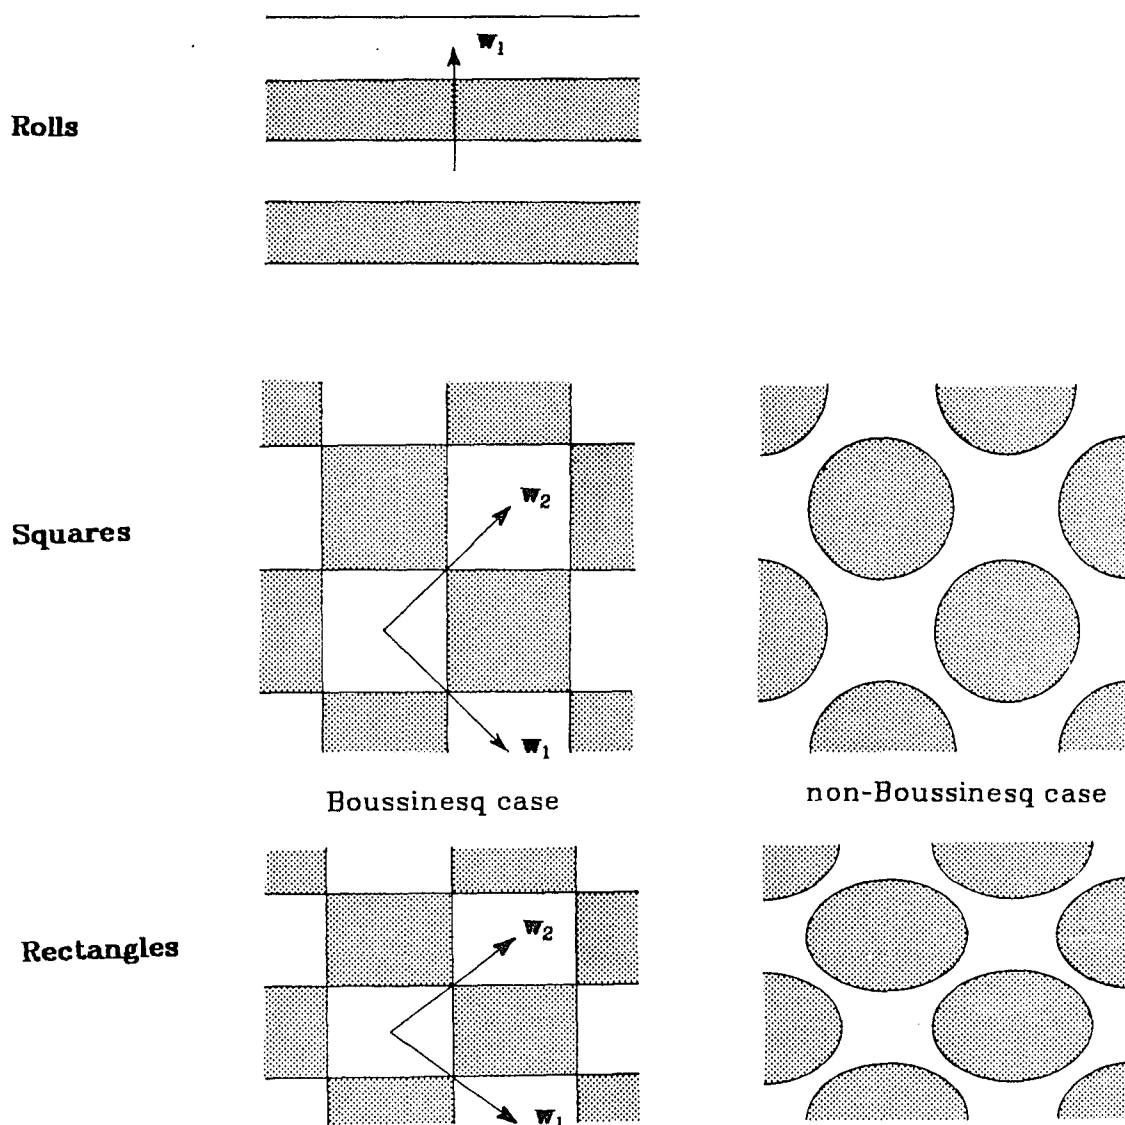 w₁
Rolls
w₂
Squares
w₁
Boussinesq case
non-Boussinesq case
w₂
Rectangles
w₁